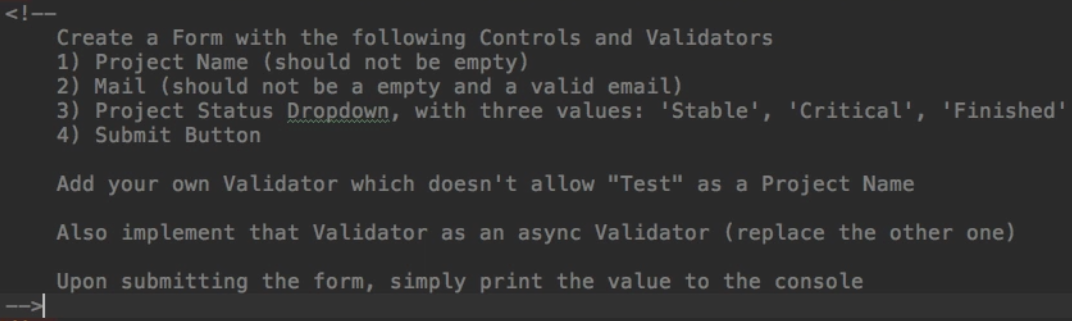 <!--
Create a Form with the following Controls and Validators
1) Project Name (should not be empty)
2) Mail (should not be a empty and a valid email)
3) Project Status Dropdown, with three values: 'Stable', 'Critical', 'Finished'
4) Submit Button
Add your own Validator which doesn't allow "Test" as a Project Name
Also implement that Validator as an async Validator (replace the other one)
Upon submitting the form, simply print the value to the console
-->